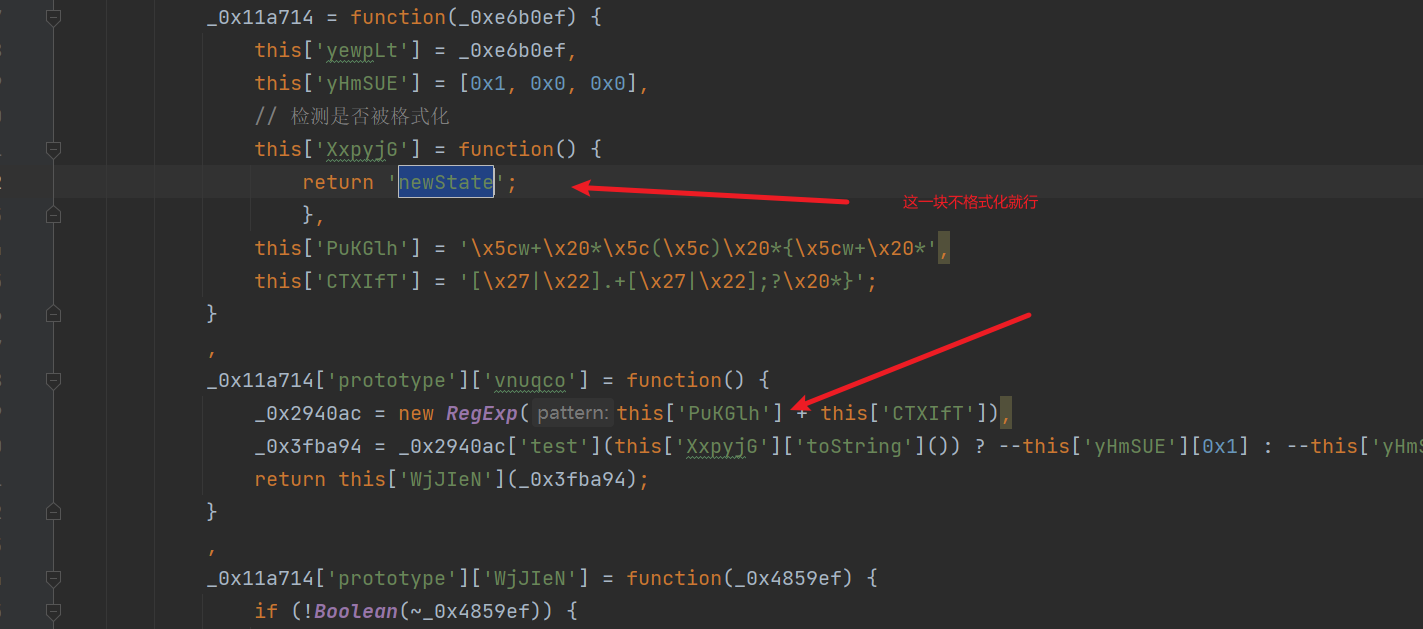 _0x11a714 = function(_0xe6b0ef) {
this['yewpLt'] = _0xe6b0ef,
this['yHmSUE'] = [0x1, 0x0, 0x0],
// 检测是否被格式化
this['XxpyjG'] = function() {
return 'newState';
这一块不格式化就行
},
this['PuKGlh'] = '\x5cw+\x20*\x5c(\x5c)\x20*{\x5cw+\x20*',
this['CTXIfT'] = '[\x27|\x22].+[\x27|\x22];?\x20*}';
}
,
_0x11a714['prototype']['vnuqco'] = function() {
_0x2940ac = new RegExp( pattern: this['PuKGlh'] + this['CTXIfT']),
_0x3fba94 = _0x2940ac['test'](this['XxpyjG']['toString']()) ? --this['yHmSUE'][0x1] : --this['yHmS
return this['WjJIeN'](_0x3fba94);
}
,
_0x11a714['prototype']['WjJIeN'] = function(_0x4859ef) {
if (!Boolean(~_0x4859ef)) {